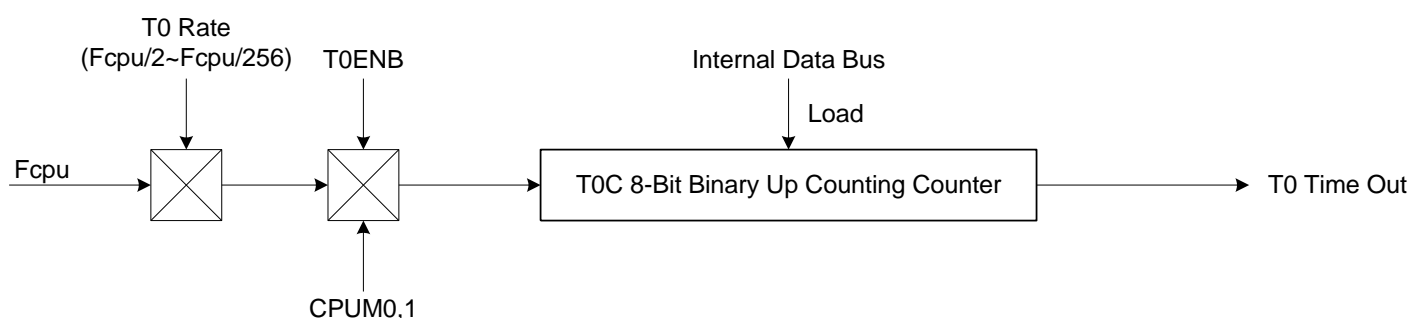 T0 Rate
(Fcpu/2~Fcpu/256)
T0ENB
Internal Data Bus
Load
Fcpu
T0C 8-Bit Binary Up Counting Counter
T0 Time Out
CPUM0,1